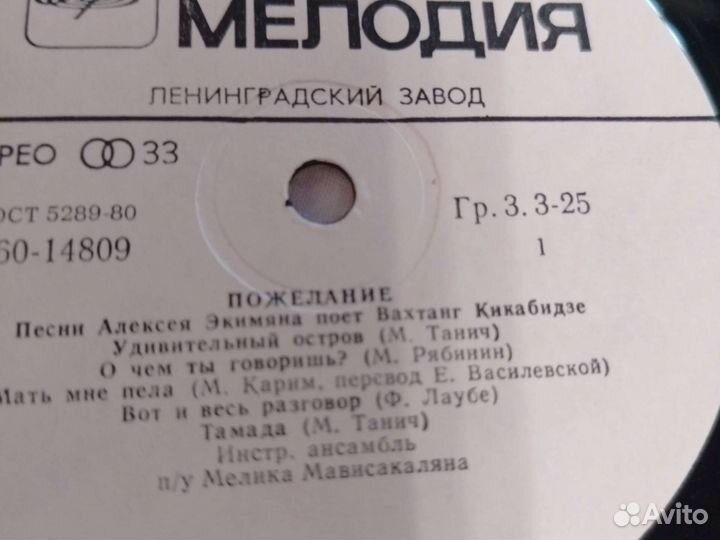 МЕЛОДИЯ
ЛЕНИНГРАДСКИЙ ЗАВОД
РЕО 33
ОСТ 5289-80
Гр. 3. 3-25
60-14809
1
ПОЖЕЛАНИЕ
Песни Алексея Экимяна поет Вахтанг Кикабидзе
Удивительный остров (М. Танич)
О чем ты говоришь? (М. Рябинин)
Мать мне пела (М. Карим, перевод Е. Василевской)
Вот и весь разговор (Ф. Лаубе)
Тамада (М. Танич)
Инстр. ансамбль
п/у Мелика Мависакаляна
Avito